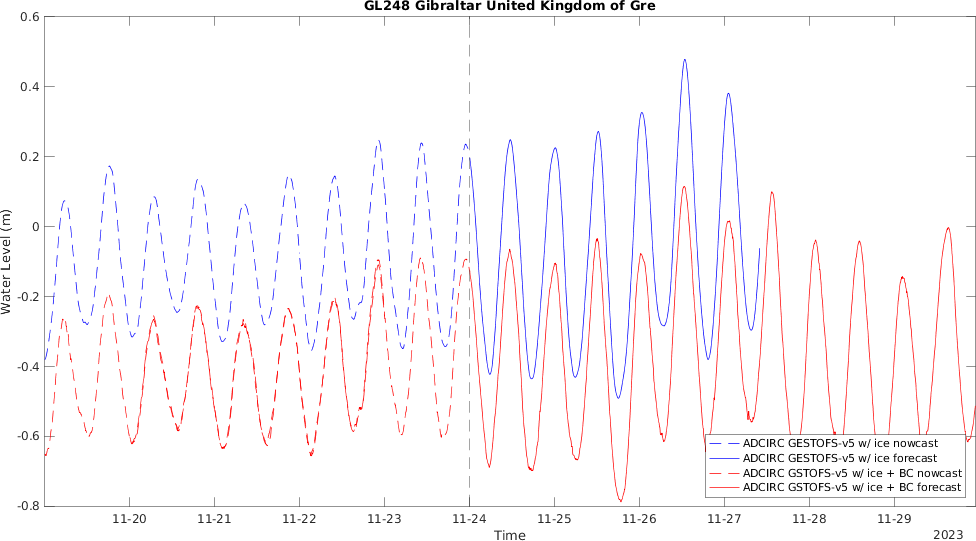 GL248 Gibraltar United Kingdom of Gre
0.6
0.4
0.2
0
-0.2
-0.4
-0.6
-0.8
Water Level (m)
11-20
11-21
11-22
11-23
11-24
11-25
11-26
11-27
11-28
11-29
Time
2023
ADCIRC GESTOFS-v5 w/ ice nowcast
ADCIRC GESTOFS-v5 w/ ice forecast
ADCIRC GSTOFS-v5 w/ ice + BC nowcast
ADCIRC GSTOFS-v5 w/ ice + BC forecast